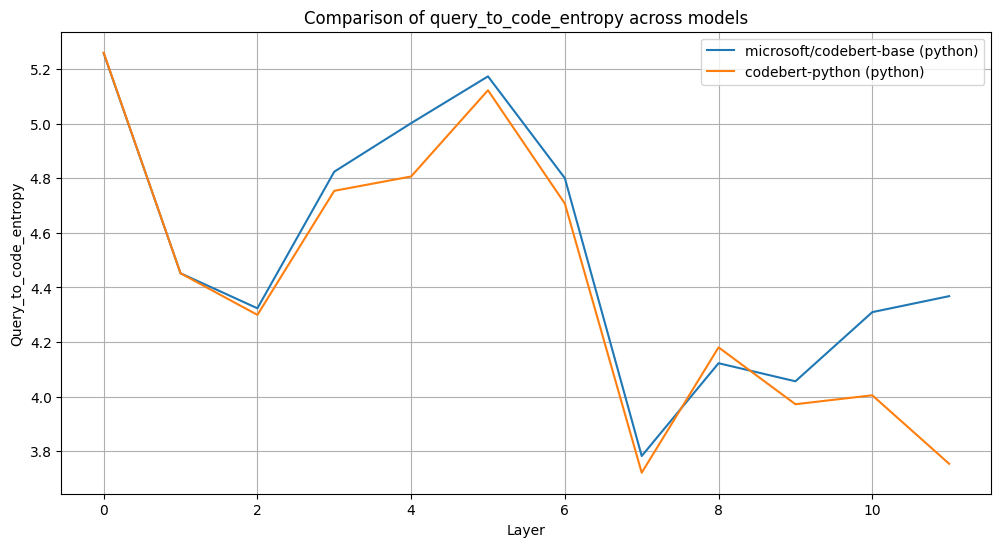 Comparison of query_to_code_entropy across models
microsoft/codebert-base (python)
codebert-python (python)
Query_to_code_entropy
5.2
5.0
4.8
4.6
4.4
4.2
4.0
3.8
0
2
4
6
8
10
Layer